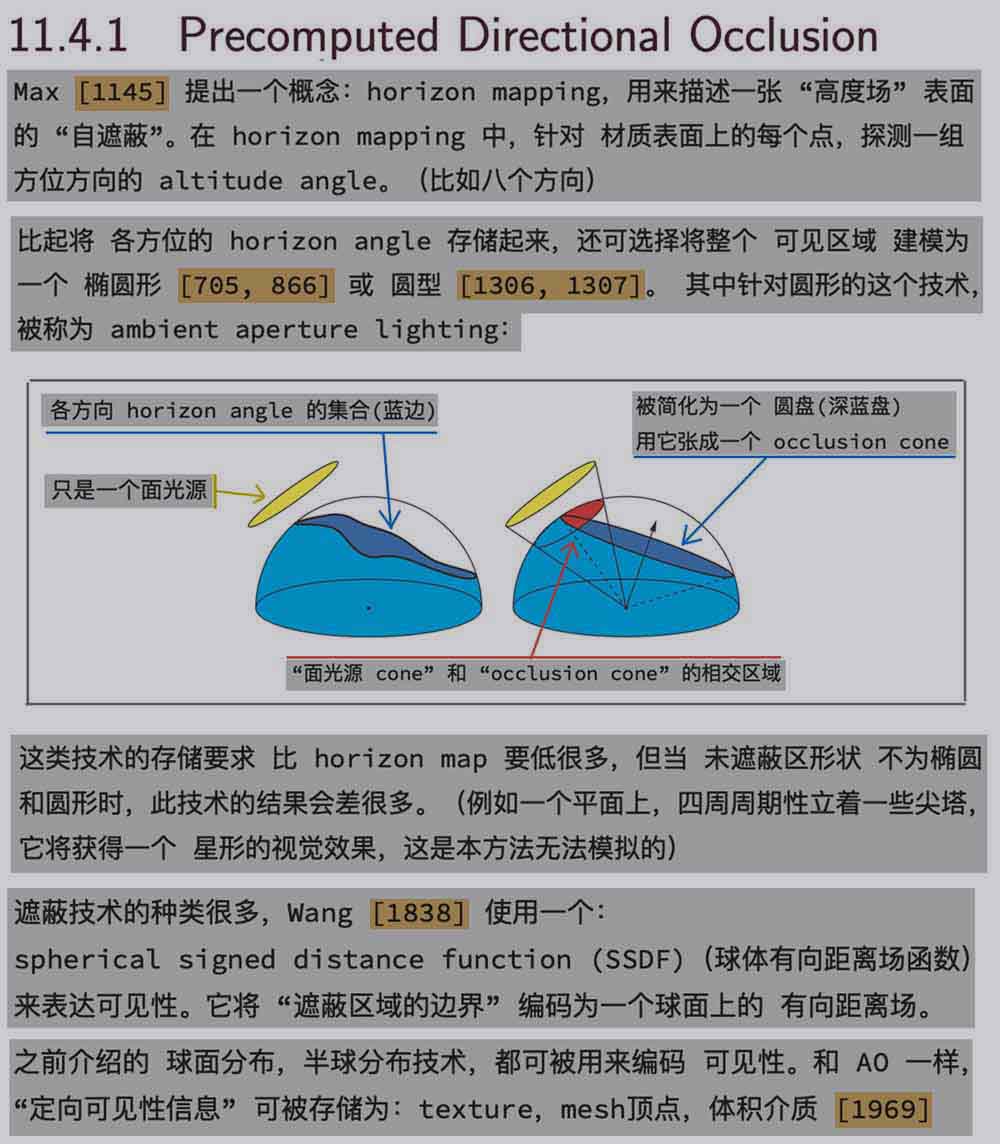 11.4.1 Precomputed Directional Occlusion
Max [1145] 提出一个概念：horizon mapping，用来描述一张 “高度场” 表面
的 “自遮蔽”。在 horizon mapping 中，针对 材质表面上的每个点，探测一组
方位方向的 altitude angle。（比如八个方向）
比起将 各方位的 horizon angle 存储起来，还可选择将整个 可见区域 建模为
一个 椭圆形 [705, 866] 或 圆型 [1306, 1307]。 其中针对圆形的这个技术，
被称为 ambient aperture lighting：
各方向 horizon angle 的集合(蓝边)
被简化为一个 圆盘(深蓝盘)
用它张成一个 occlusion cone
只是一个面光源
“面光源 cone” 和 “occlusion cone” 的相交区域
这类技术的存储要求 比 horizon map 要低很多，但当 未遮蔽区形状 不为椭圆
和圆形时，此技术的结果会差很多。（例如一个平面上，四周周期性立着一些尖塔，
它将获得一个 星形的视觉效果，这是本方法无法模拟的）
遮蔽技术的种类很多，Wang [1838] 使用一个：
spherical signed distance function (SSDF)（球体有向距离场函数）
来表达可见性。它将 “遮蔽区域的边界” 编码为一个球面上的 有向距离场。
之前介绍的 球面分布，半球分布技术，都可被用来编码 可见性。和 AO 一样，
“定向可见性信息” 可被存储为：texture，mesh顶点，体积介质 [1969]